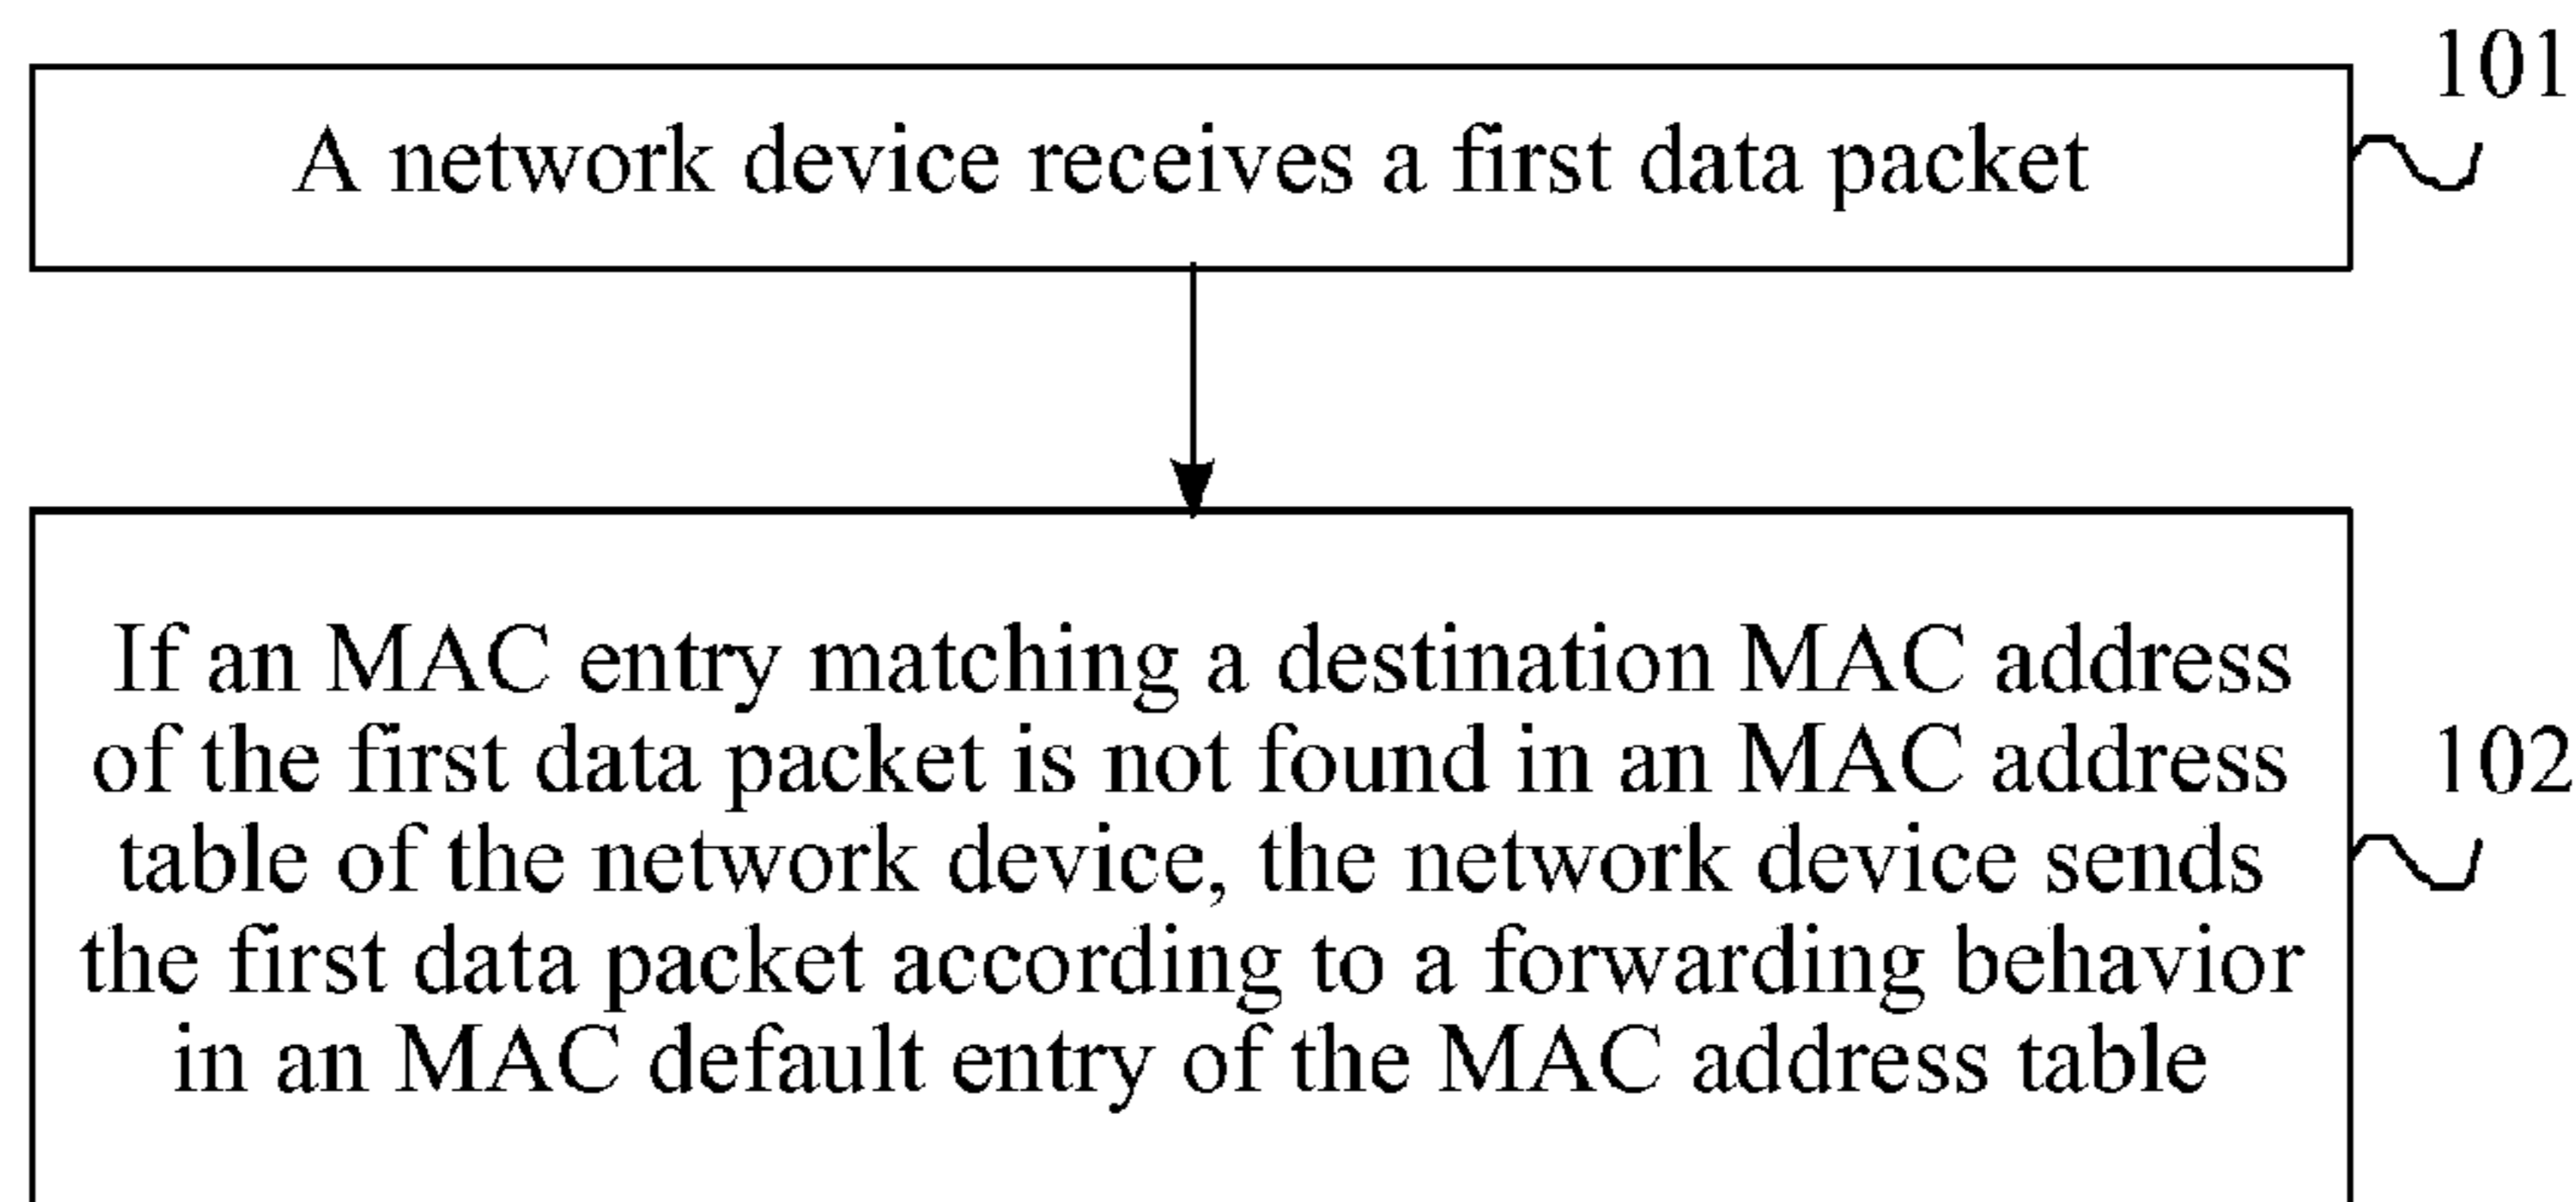 101
A network device receives a first data packet
If an MAC entry matching a destination MAC address
of the first data packet is not found in an MAC address
table of the network device, the network device sends
the first data packet according to a forwarding behavior
in an MAC default entry of the MAC address table
102